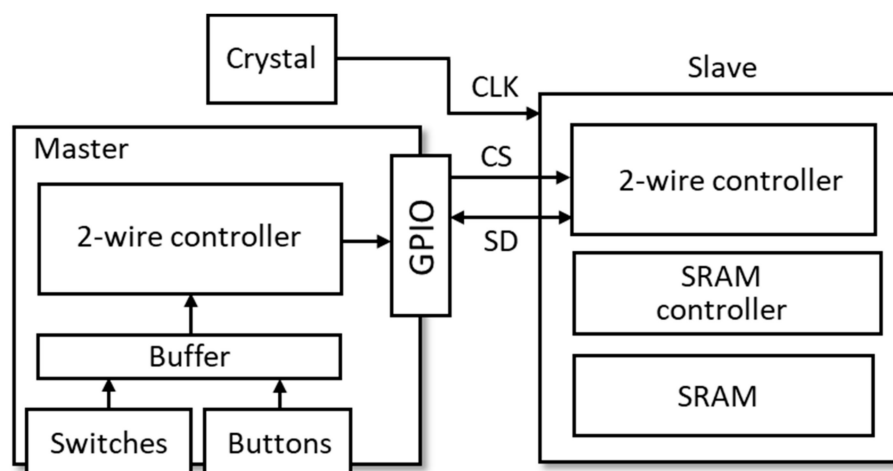 Crystal
Slave
CLK
Master
CS
2-wire controller
2-wire controller
GPIO
SD
SRAM
controller
Buffer
SRAM
Switches
Buttons